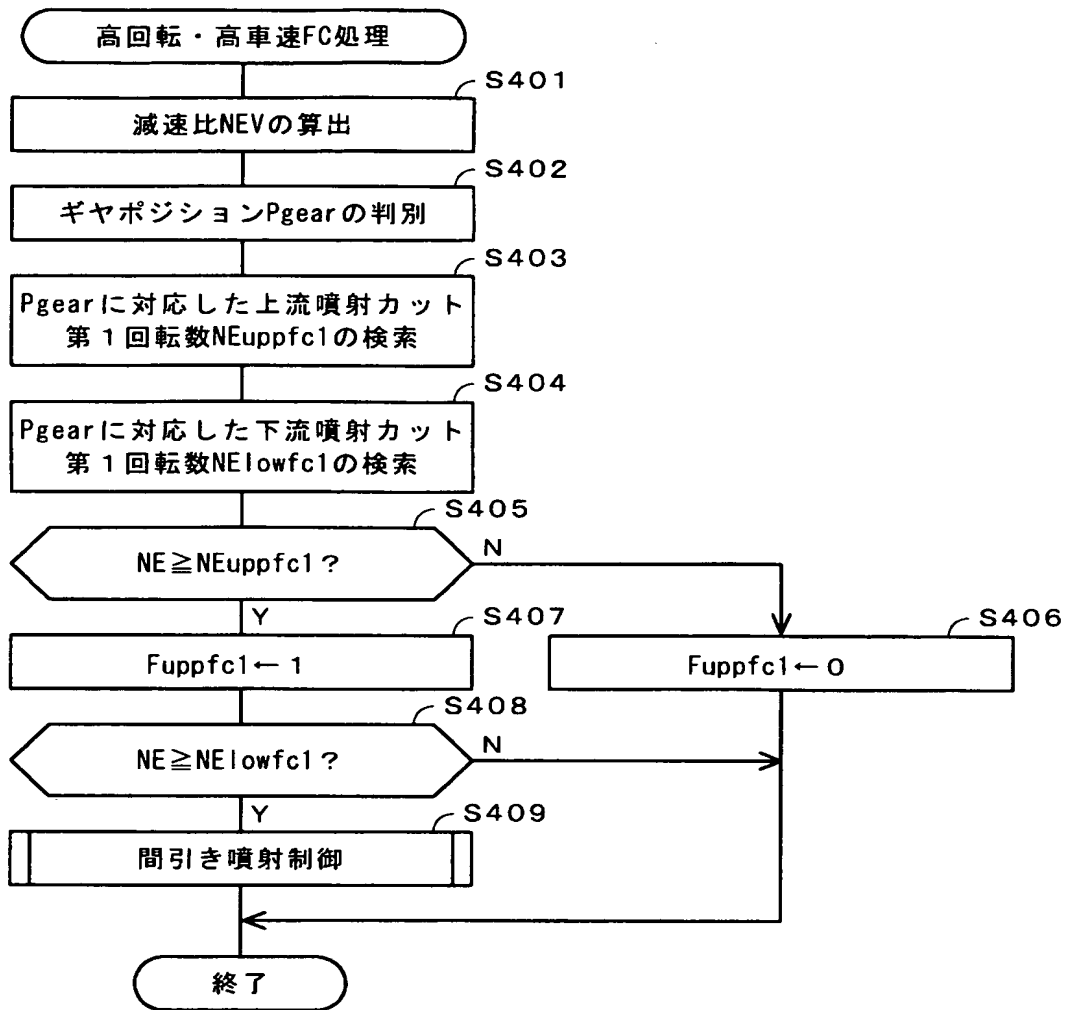 高回転・高車速FC処理
S401
減速比NEVの算出
S402
ギヤポジションPgearの判別
S403
Pgearに対応した上流噴射カット
第１回転数NEuppfc1の検索
S404
Pgearに対応した下流噴射カット
第１回転数NElowfc1の検索
S405
NE≧NEuppfc1？
N
Y
S407
Fuppfc1←１
S406
Fuppfc1←０
S408
NE≧NElowfc1？
N
Y
S409
間引き噴射制御
終了